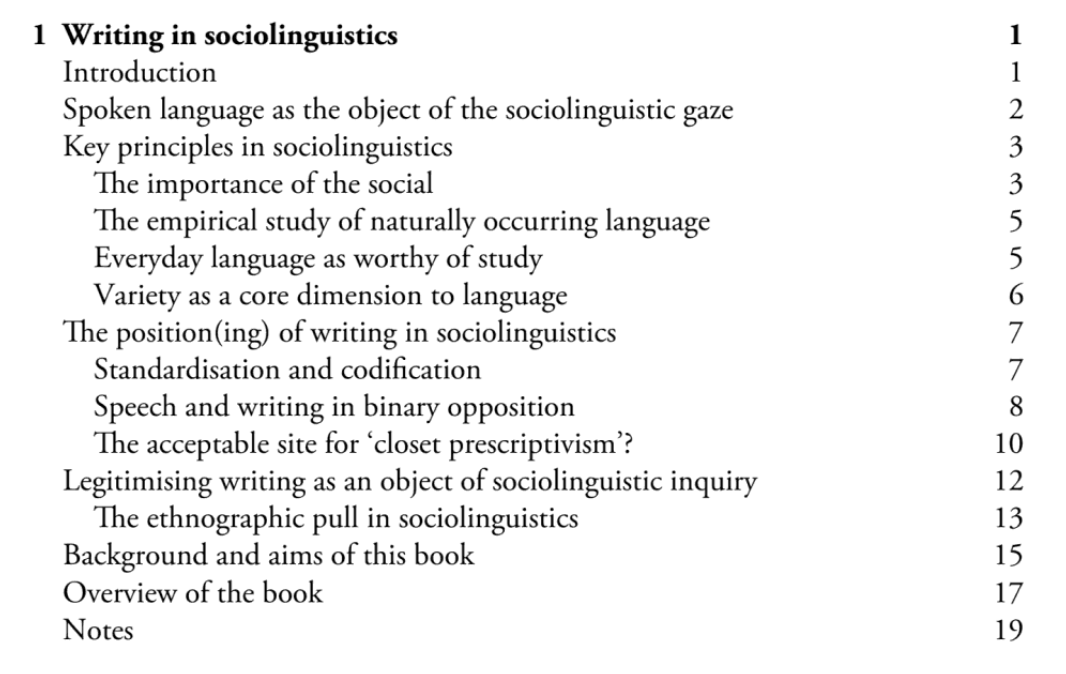 1 Writing in sociolinguistics 1
Introduction 1
Spoken language as the object of the sociolinguistic gaze 2
Key principles in sociolinguistics 3
The importance of the social 3
The empirical study of naturally occurring language 5
Everyday language as worthy of study 5
Variety as a core dimension to language 6
The position(ing) of writing in sociolinguistics 7
Standardisation and codification 7
Speech and writing in binary opposition 8
The acceptable site for ‘closet prescriptivism’? 10
Legitimising writing as an object of sociolinguistic inquiry 12
The ethnographic pull in sociolinguistics 13
Background and aims of this book 15
Overview of the book 17
Notes 19